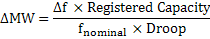 ΔMW = Δf × Registered Capacity / f_nominal × Droop